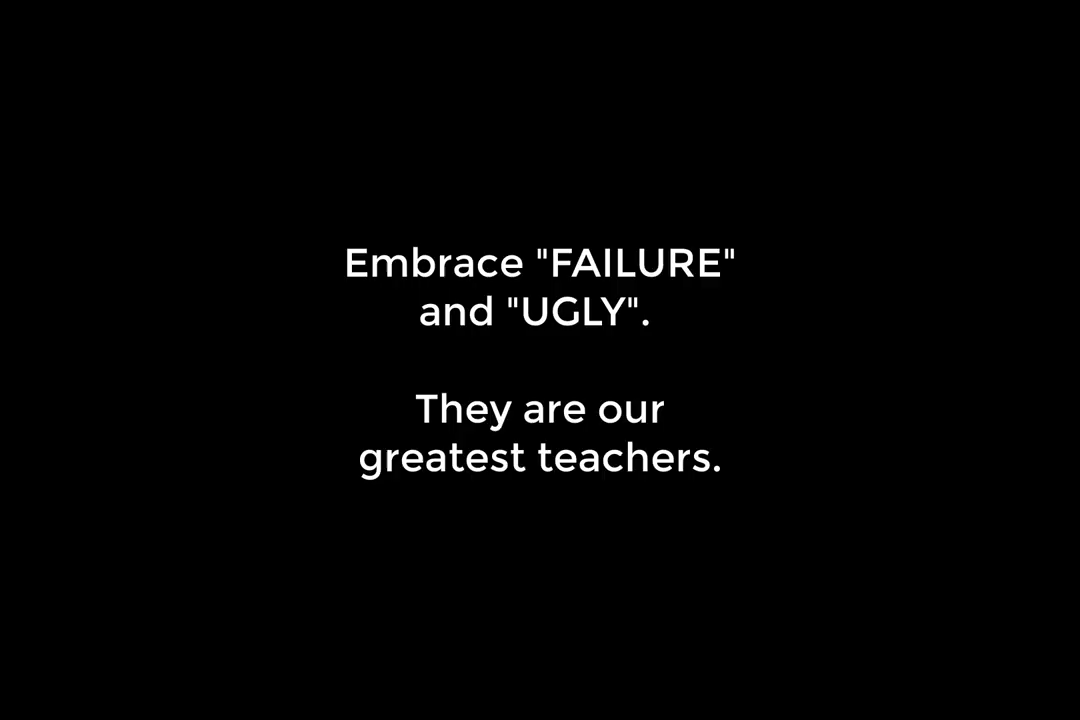 Embrace "FAILURE"
and "UGLY".
They are our
greatest teachers.